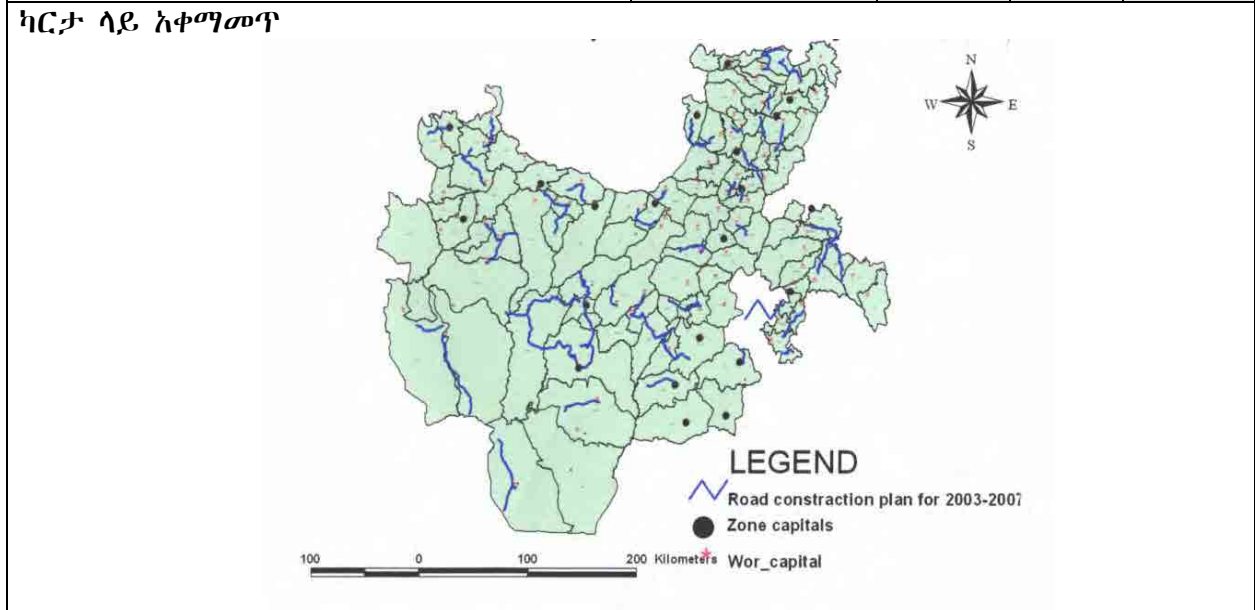 ካርታ ላይ አቀማመጥ
N
W E
S
LEGEND
Road constraction plan for 2003-2007
Zone capitals
100 0 100 200 Kilometers
Wor_capital